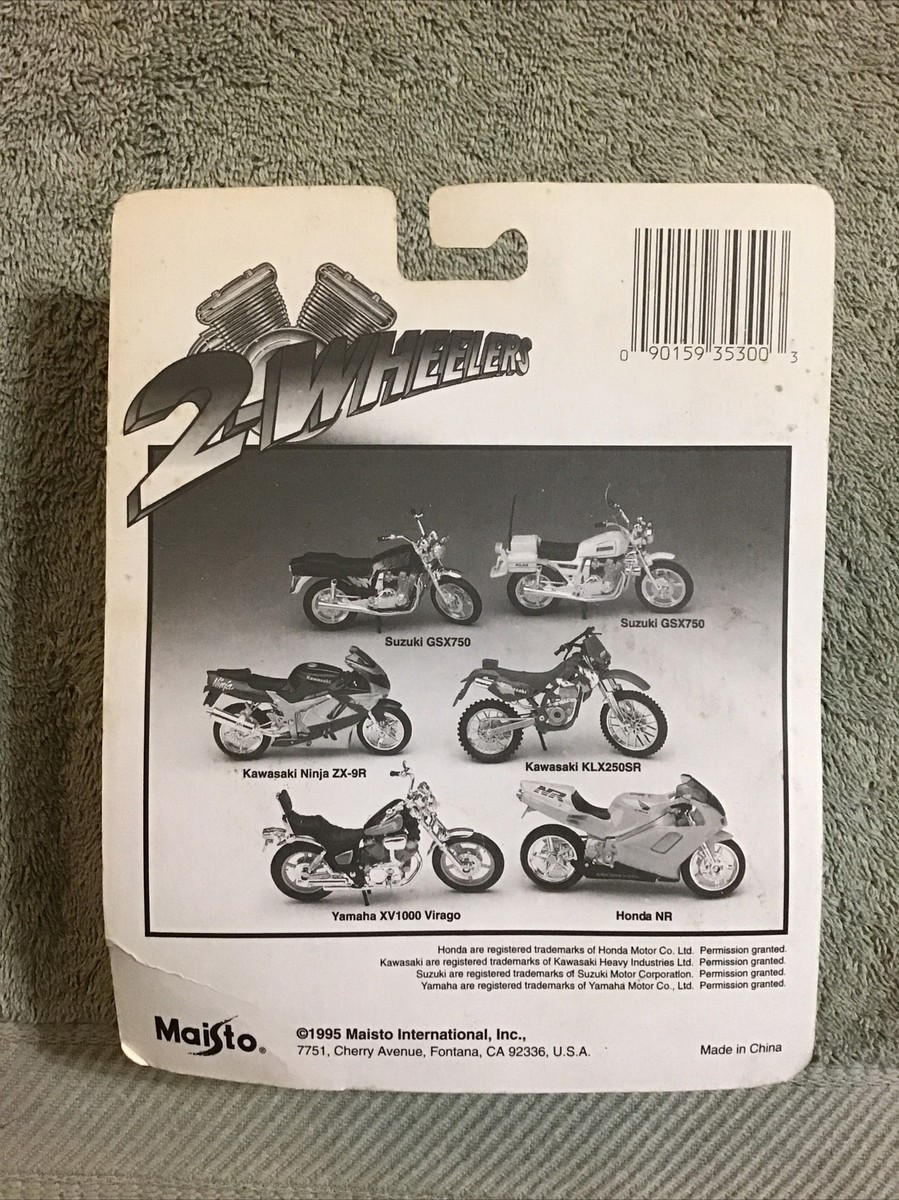 0 90159 35300 3
2-WHEELERS
POLICE
Suzuki GSX750
Suzuki GSX750
Ninja
Kawasaki
Kawasaki Ninja ZX-9R
Kawasaki KLX250SR
NR
Yamaha XV1000 Virago
Honda NR
Honda are registered trademarks of Honda Motor Co. Ltd. Permission granted.
Kawasaki are registered trademarks of Kawasaki Heavy Industries Ltd. Permission granted.
Suzuki are registered trademarks of Suzuki Motor Corporation. Permission granted.
Yamaha are registered trademarks of Yamaha Motor Co., Ltd. Permission granted.
Maisto®
©1995 Maisto International, Inc.,
7751, Cherry Avenue, Fontana, CA 92336, U.S.A.
Made in China